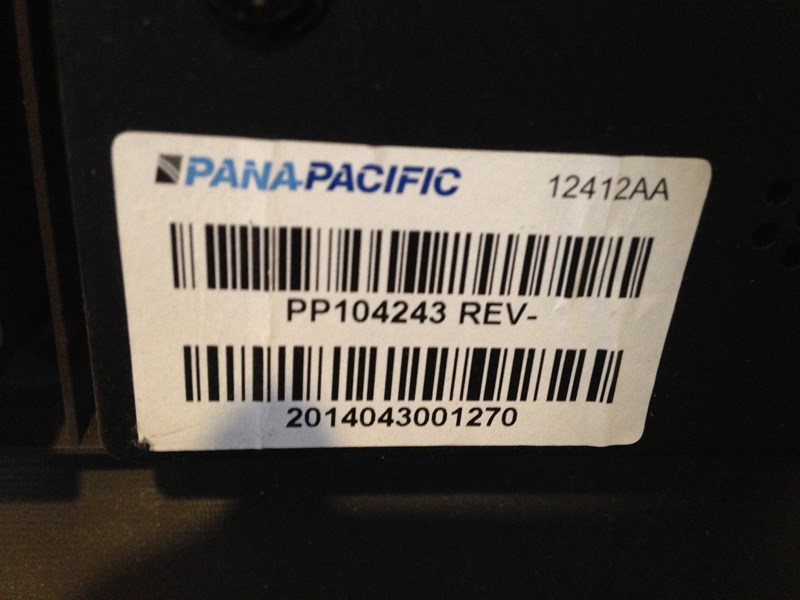 PANA-PACIFIC
12412AA
PP104243 REV-
2014043001270